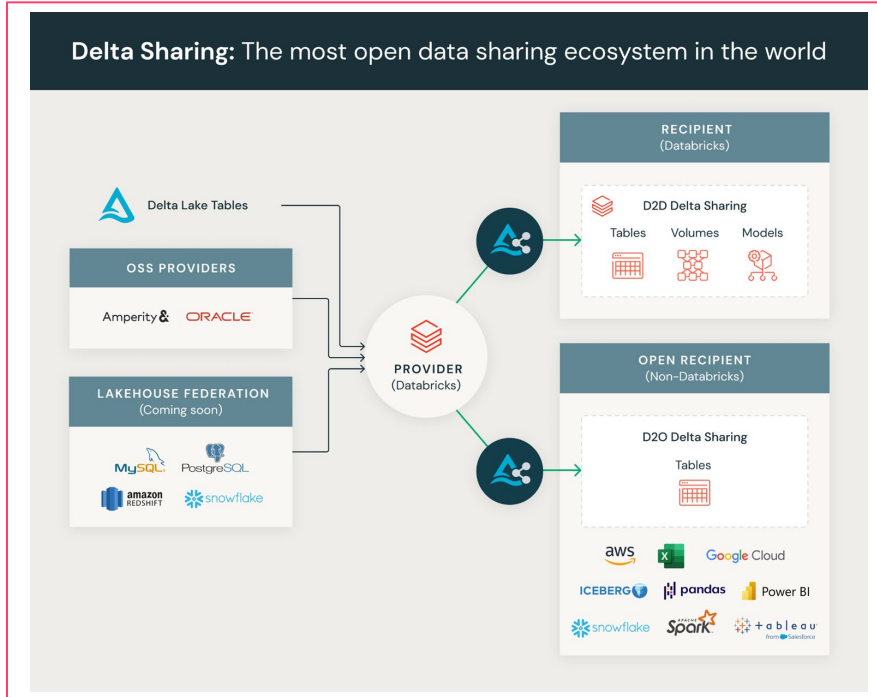 Delta Sharing: The most open data sharing ecosystem in the world
Delta Lake Tables
OSS PROVIDERS
Amperity&
ORACLE
LAKEHOUSE FEDERATION
(Coming soon)
MySQL
PostgreSQL
amazon
REDSHIFT
snowflake
PROVIDER
(Databricks)
RECIPIENT
(Databricks)
D2D Delta Sharing
Tables Volumes Models
OPEN RECIPIENT
(Non-Databricks)
D2O Delta Sharing
Tables
aws
X
Google Cloud
ICEBERG
pandas
Power BI
snowflake
APACHE
Spark
+ableau
from Salesforce